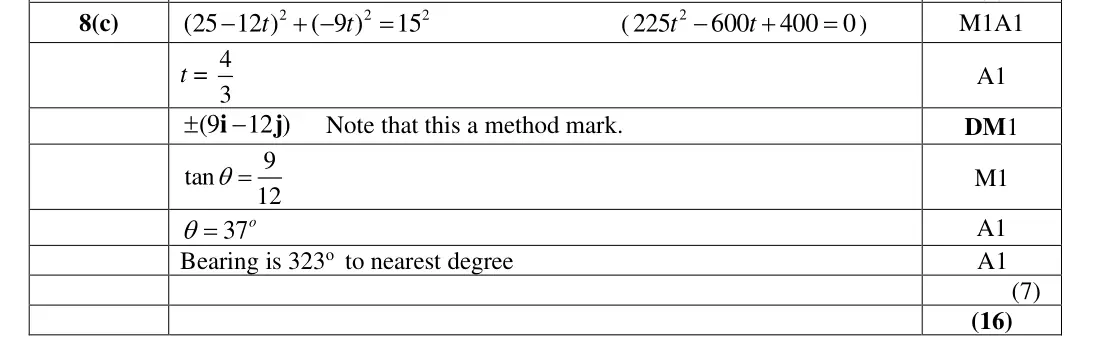 8(c) (25−12t)² + (−9t)² = 15² (225t² − 600t + 400 = 0) M1A1
t = 4/3 A1
±(9i −12j) Note that this a method mark. DM1
tan θ = 9/12 M1
θ = 37° A1
Bearing is 323° to nearest degree A1
(7)
(16)